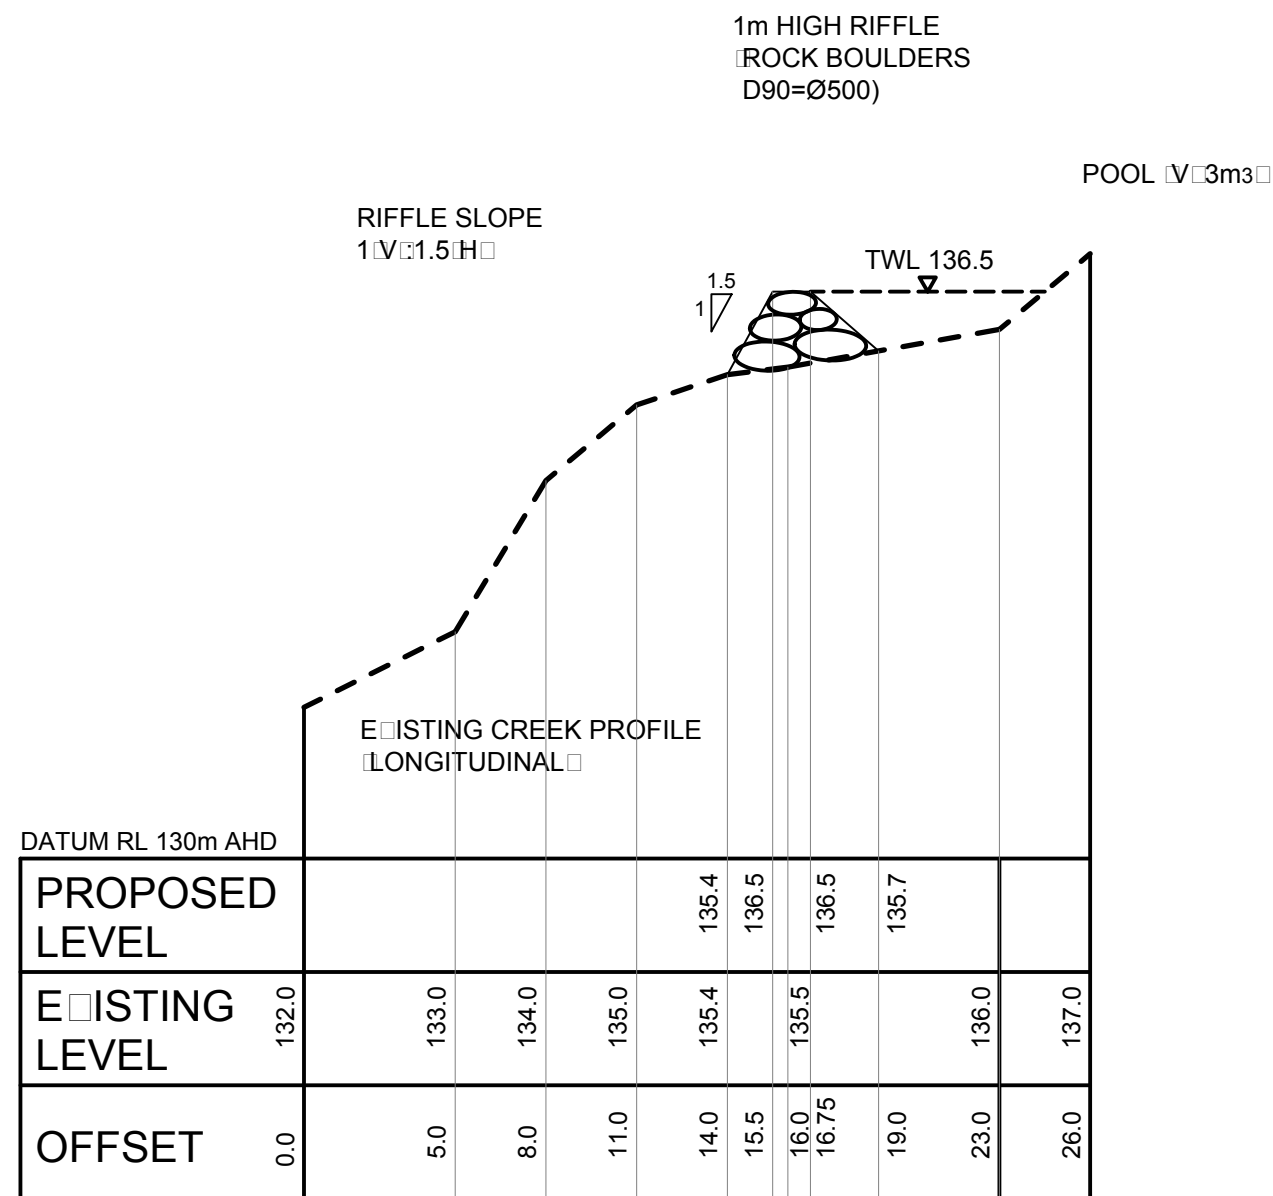 1m HIGH RIFFLE
□ROCK BOULDERS
D90=Ø500)
POOL □V□3m3□
RIFFLE SLOPE
1□V□:1.5□H□
TWL 136.5
1.5
1
E□ISTING CREEK PROFILE
□LONGITUDINAL□
DATUM RL 130m AHD
PROPOSED
LEVEL
135.4 136.5 136.5 135.7
E□ISTING
LEVEL
132.0 133.0 134.0 135.0 135.4 135.5 136.0 137.0
OFFSET 0.0 5.0 8.0 11.0 14.0 15.5 16.0 16.75 19.0 23.0 26.0